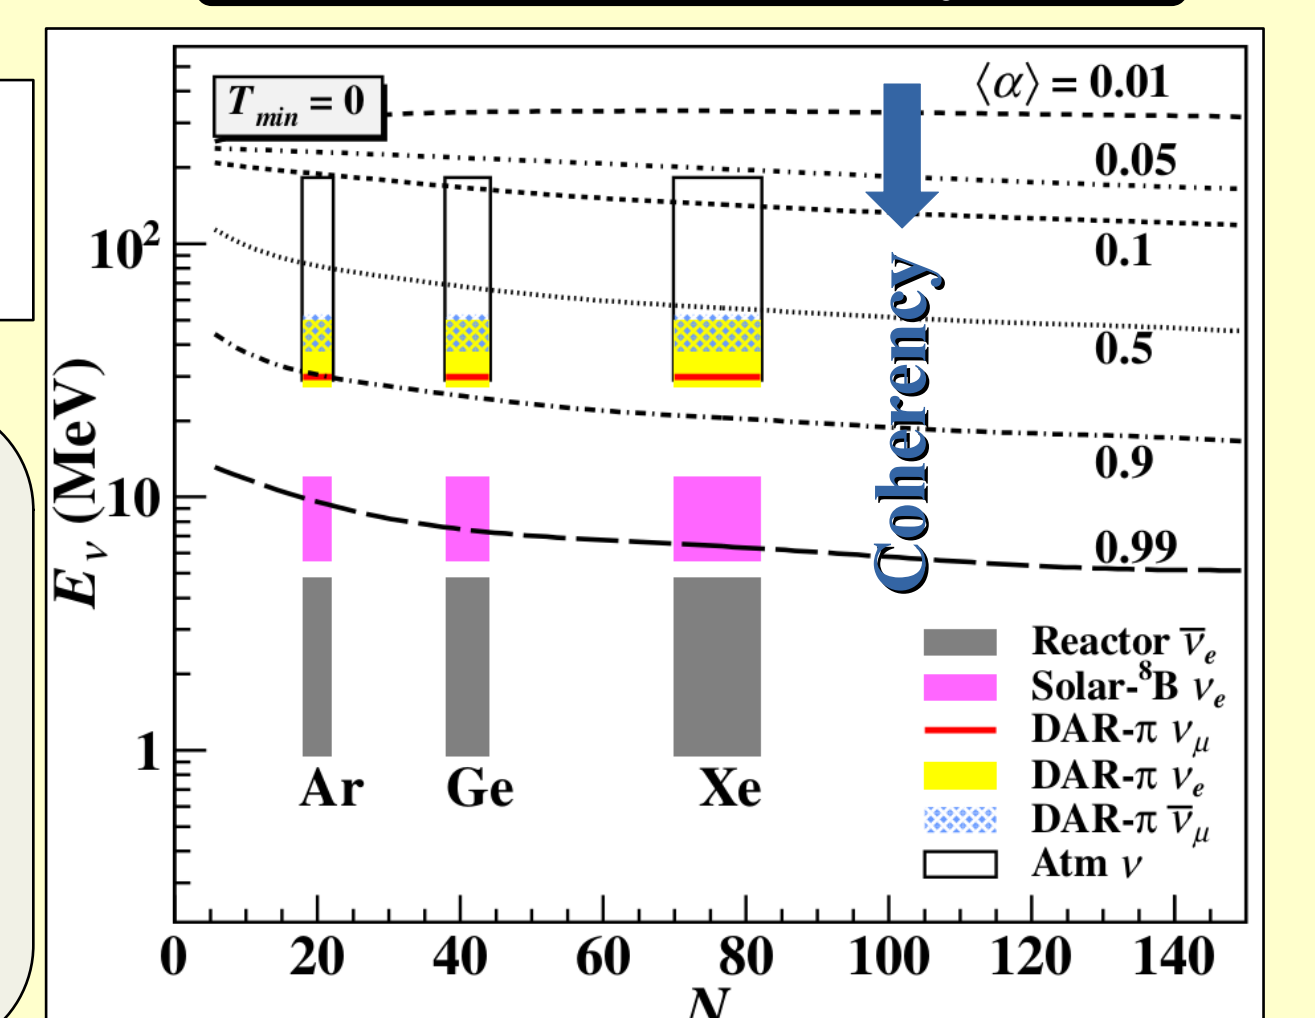 T_min = 0
⟨α⟩ = 0.01
0.05
0.1
0.5
0.9
0.99
Coherency
10²
10
1
E_ν (MeV)
Ar
Ge
Xe
Reactor ν̅_e
Solar-⁸B ν_e
DAR-π ν_μ
DAR-π ν_e
DAR-π ν̅_μ
Atm ν
0 20 40 60 80 100 120 140
N